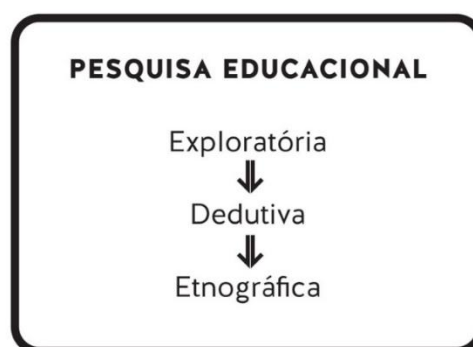 PESQUISA EDUCACIONAL
Exploratória
Dedutiva
Etnográfica